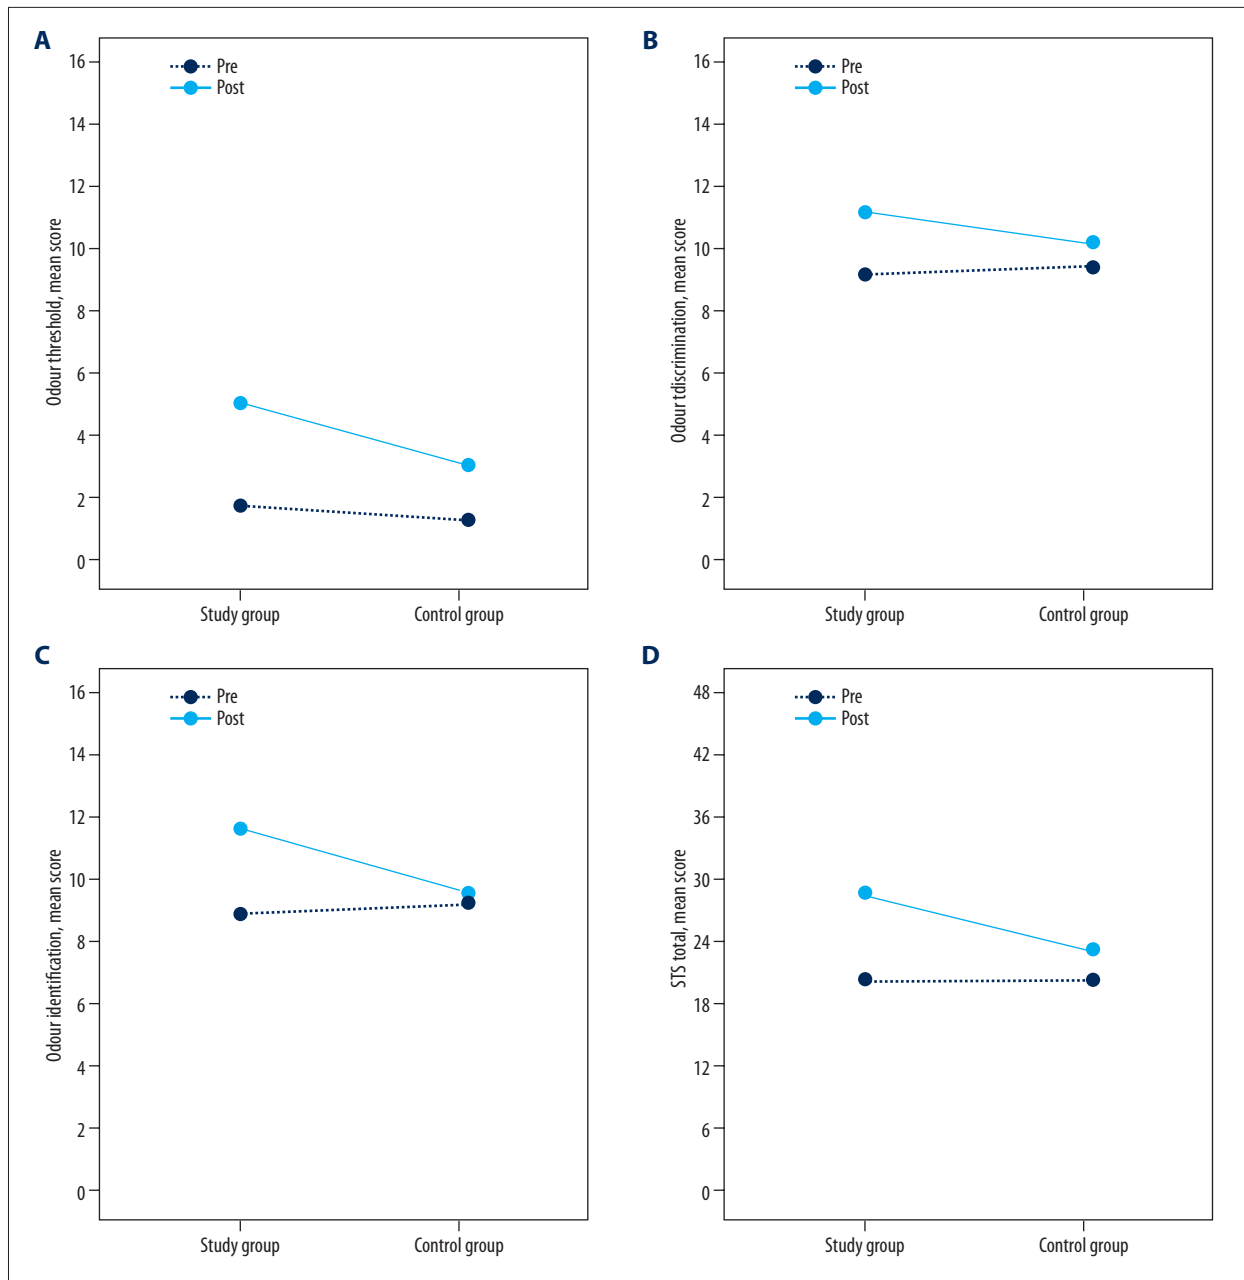 A
16
14
12
10
8
6
4
2
0
Odour threshold, mean score
Pre
Post
Study group
Control group
B
16
14
12
10
8
6
4
2
0
Odour tdiscrimination, mean score
Pre
Post
Study group
Control group
C
16
14
12
10
8
6
4
2
0
Odour identification, mean score
Pre
Post
Study group
Control group
D
48
42
36
30
24
18
12
6
0
STS total, mean score
Pre
Post
Study group
Control group